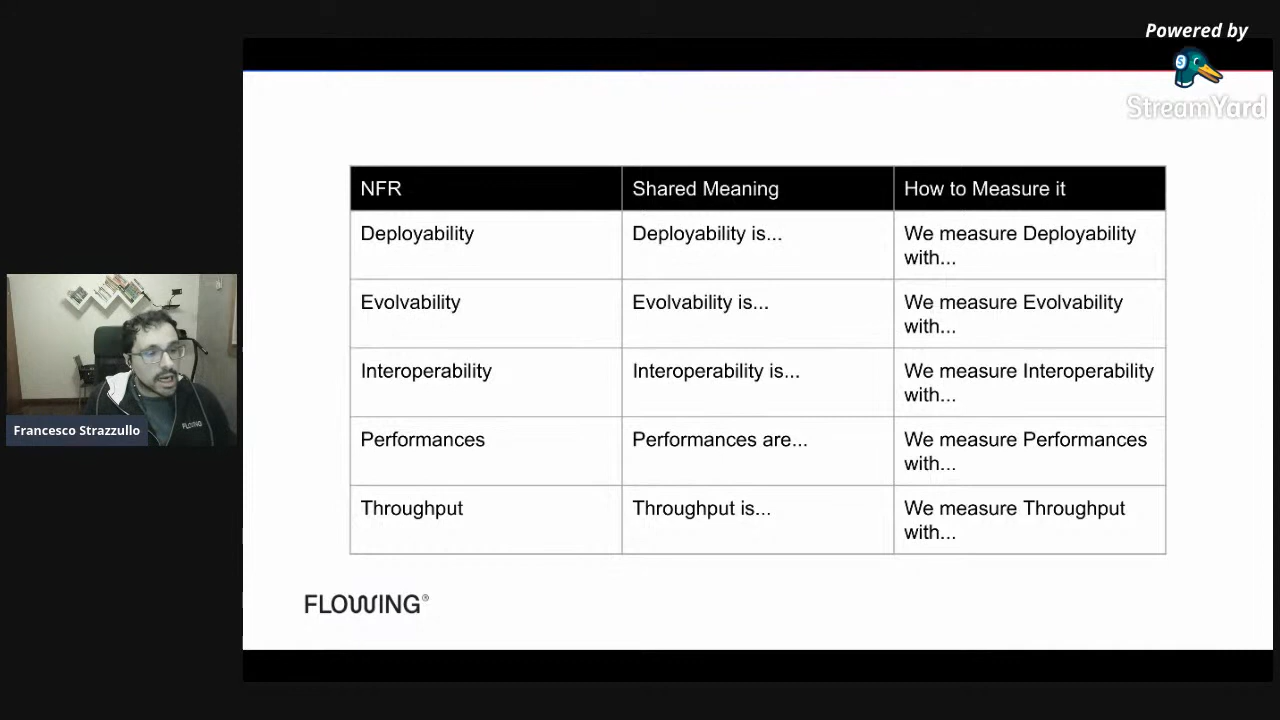 Powered by
StreamYard
NFR
Shared Meaning
How to Measure it
Deployability
Deployability is...
We measure Deployability
with...
Evolvability
Evolvability is...
We measure Evolvability
with...
Interoperability
Interoperability is...
We measure Interoperability
with...
Performances
Performances are...
We measure Performances
with...
Throughput
Throughput is...
We measure Throughput
with...
FLOWING®
Francesco Strazzullo
FLOWING